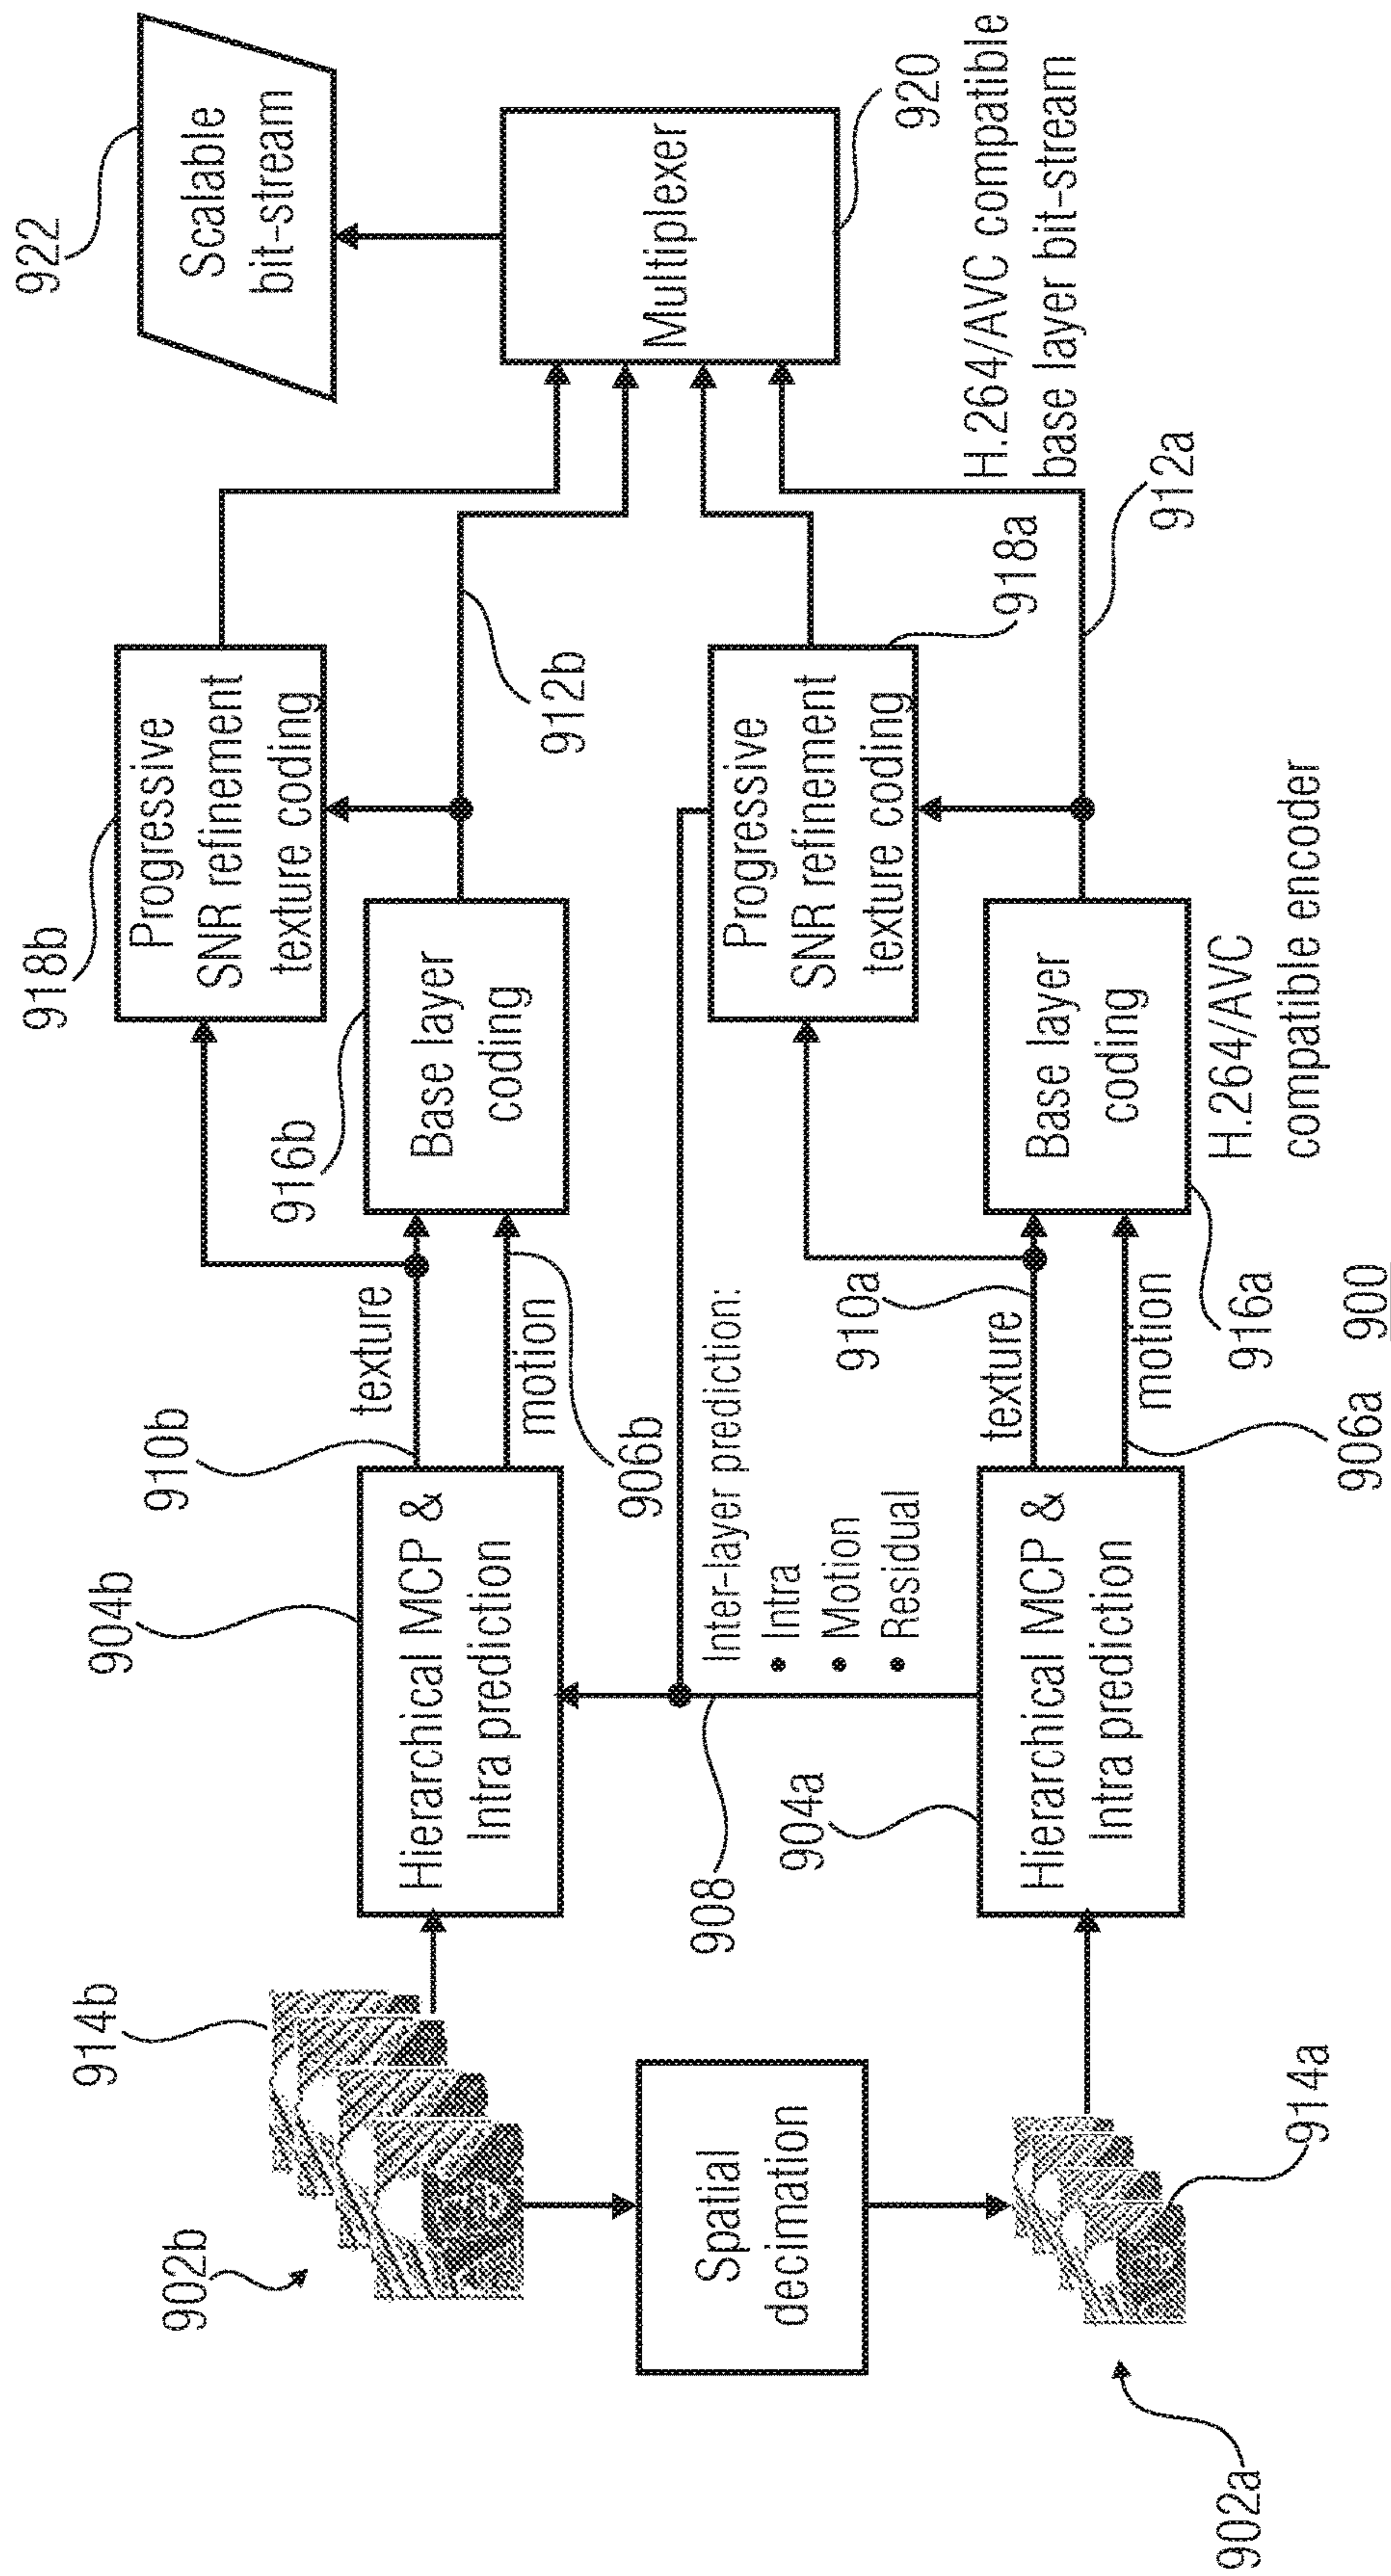 922
Scalable
bit-stream
918b
Progressive
SNR refinement
texture coding
914b
904b
910b
texture
916b
Base layer
coding
912b
Multiplexer
920
902b
Hierarchical MCP &
Intra prediction
motion
906b
Spatial
decimation
908
Inter-layer prediction:
• Intra
• Motion
• Residual
Progressive
SNR refinement
texture coding
918a
H.264/AVC compatible
base layer bit-stream
904a
910a
texture
Hierarchical MCP &
Intra prediction
motion
Base layer
coding
912a
914a
916a
H.264/AVC
compatible encoder
902a
906a
900